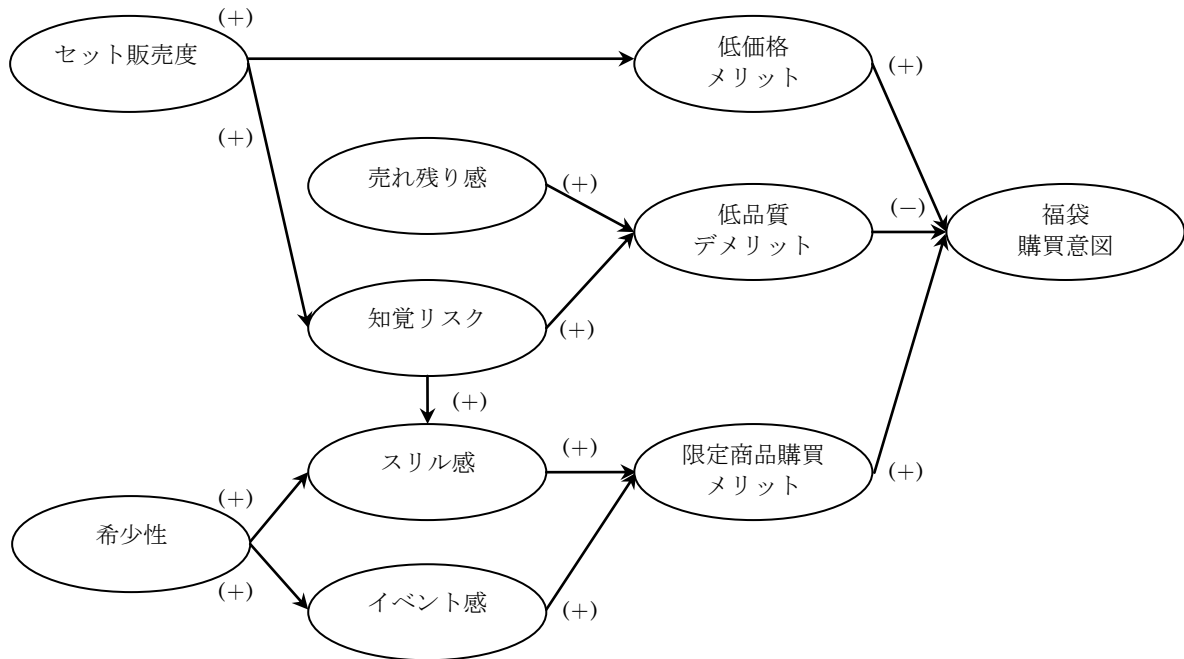 (+)
セット販売度
低価格
メリット
(+)
(+)
売れ残り感
(+)
低品質
デメリット
(−)
福袋
購買意図
知覚リスク
(+)
(+)
スリル感
(+)
限定商品購買
メリット
(+)
(+)
希少性
(+)
イベント感
(+)